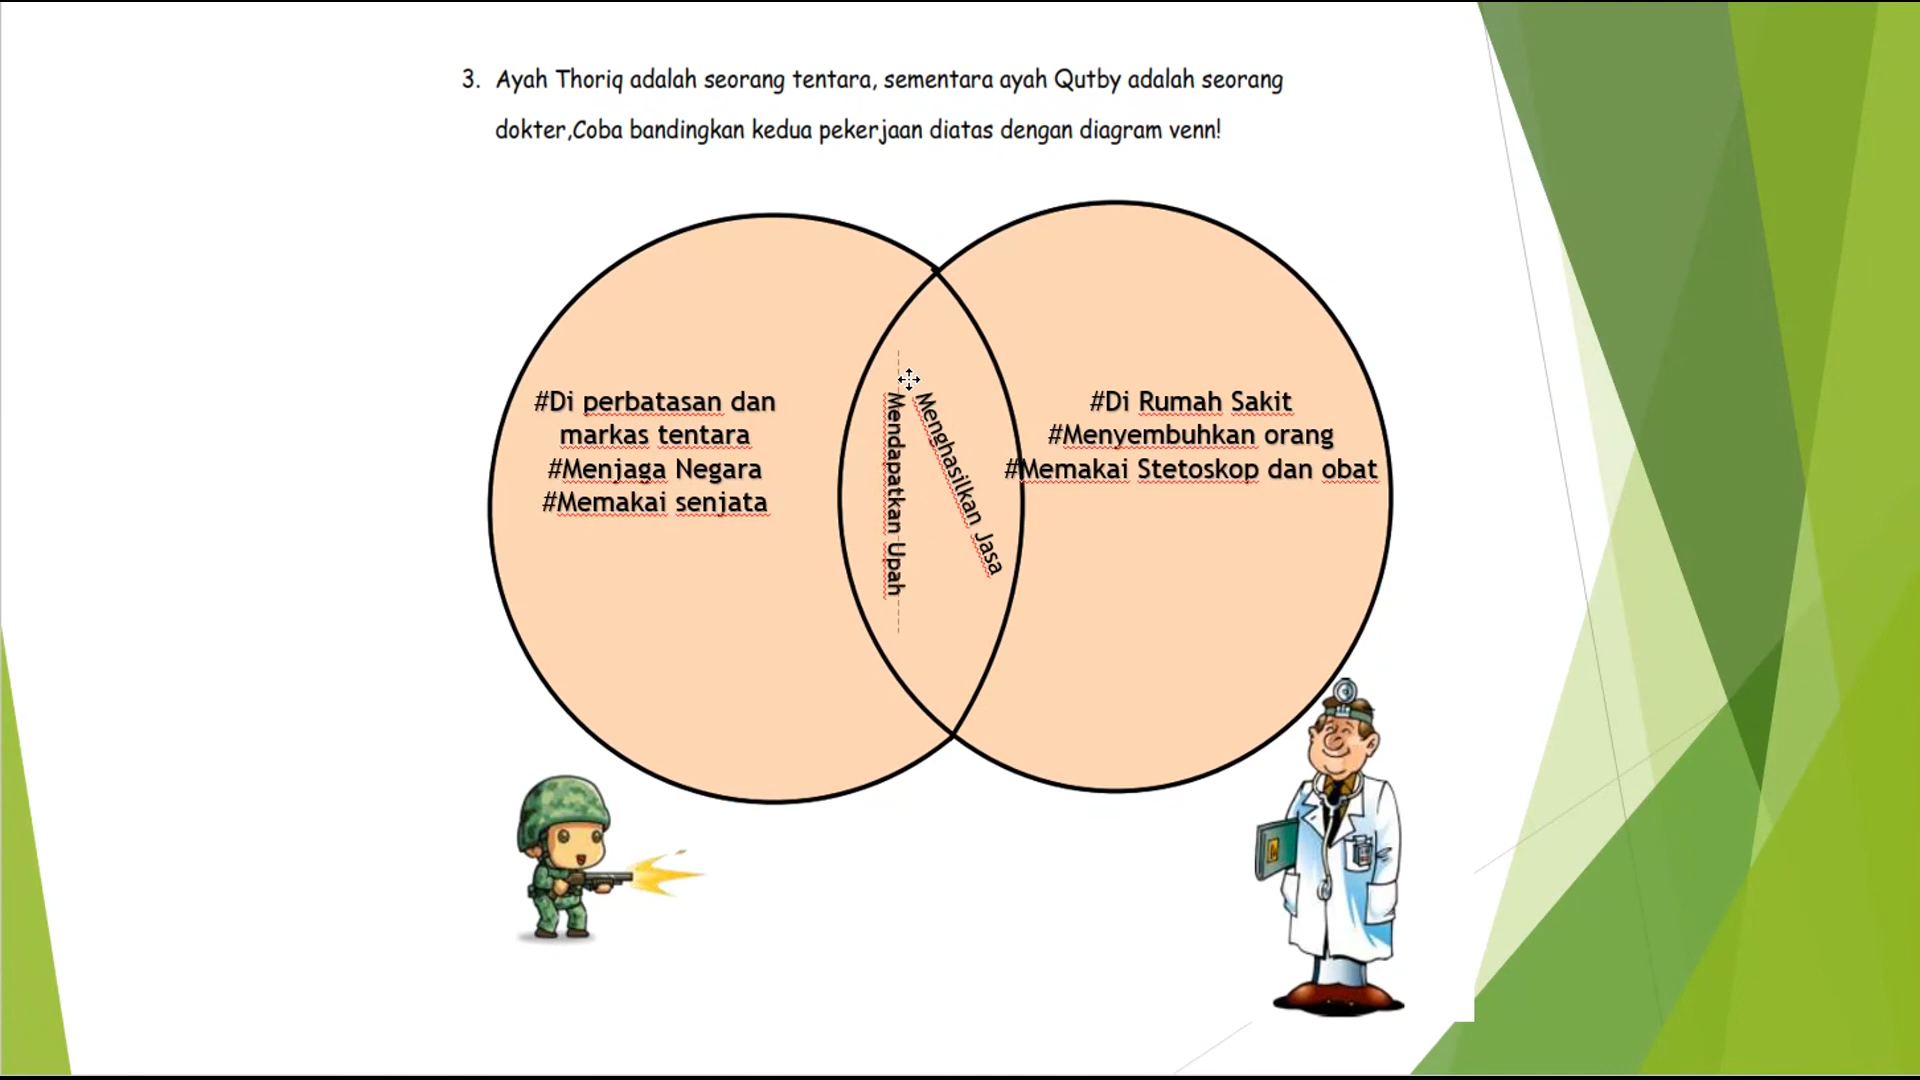 3. Ayah Thoriq adalah seorang tentara, sementara ayah Qutby adalah seorang
dokter,Coba bandingkan kedua pekerjaan diatas dengan diagram venn!
#Di perbatasan dan
markas tentara
#Menjaga Negara
#Memakai senjata
Mendapatkan Upah
Menghasilkan Jasa
#Di Rumah Sakit
#Menyembuhkan orang
#Memakai Stetoskop dan obat